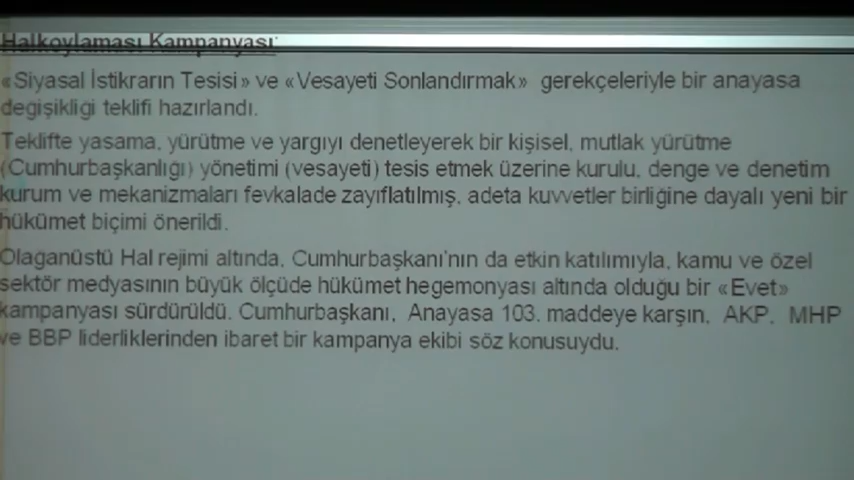 Halkoylaması Kampanyası:
«Siyasal İstikrarın Tesisi» ve «Vesayeti Sonlandırmak» gerekçeleriyle bir anayasa
değişikliği teklifi hazırlandı.
Teklifte yasama, yürütme ve yargıyı denetleyerek bir kişisel, mutlak yürütme
(Cumhurbaşkanlığı) yönetimi (vesayeti) tesis etmek üzerine kurulu, denge ve denetim
kurum ve mekanizmaları fevkalade zayıflatılmış, adeta kuvvetler birliğine dayalı yeni bir
hükümet biçimi önerildi.
Olağanüstü Hal rejimi altında, Cumhurbaşkanı'nın da etkin katılımıyla, kamu ve özel
sektör medyasının büyük ölçüde hükümet hegemonyası altında olduğu bir «Evet»
kampanyası sürdürüldü. Cumhurbaşkanı, Anayasa 103. maddeye karşın, AKP, MHP
ve BBP liderliklerinden ibaret bir kampanya ekibi söz konusuydu.